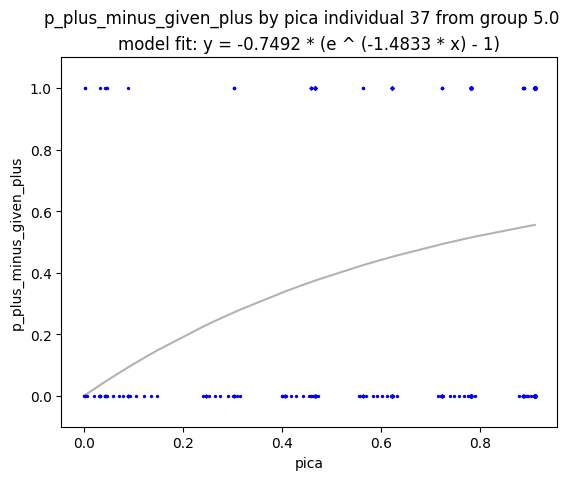 p_plus_minus_given_plus by pica individual 37 from group 5.0
model fit: y = -0.7492 * (e ^ (-1.4833 * x) - 1)
1.0
0.8
0.6
0.4
0.2
0.0
p_plus_minus_given_plus
0.0 0.2 0.4 0.6 0.8
pica